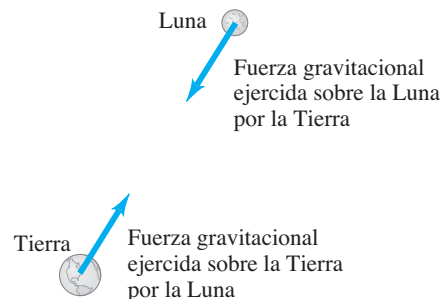 Luna
Fuerza gravitacional
ejercida sobre la Luna
por la Tierra
Tierra
Fuerza gravitacional
ejercida sobre la Tierra
por la Luna